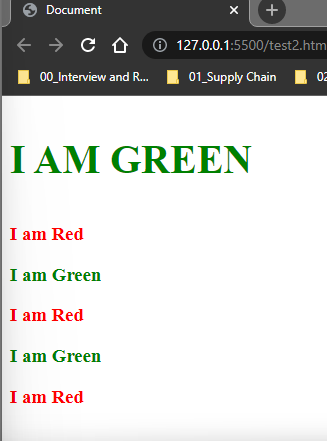 Document
127.0.0.1:5500/test2.htm
00_Interview and R...
01_Supply Chain
02
I AM GREEN
I am Red
I am Green
I am Red
I am Green
I am Red